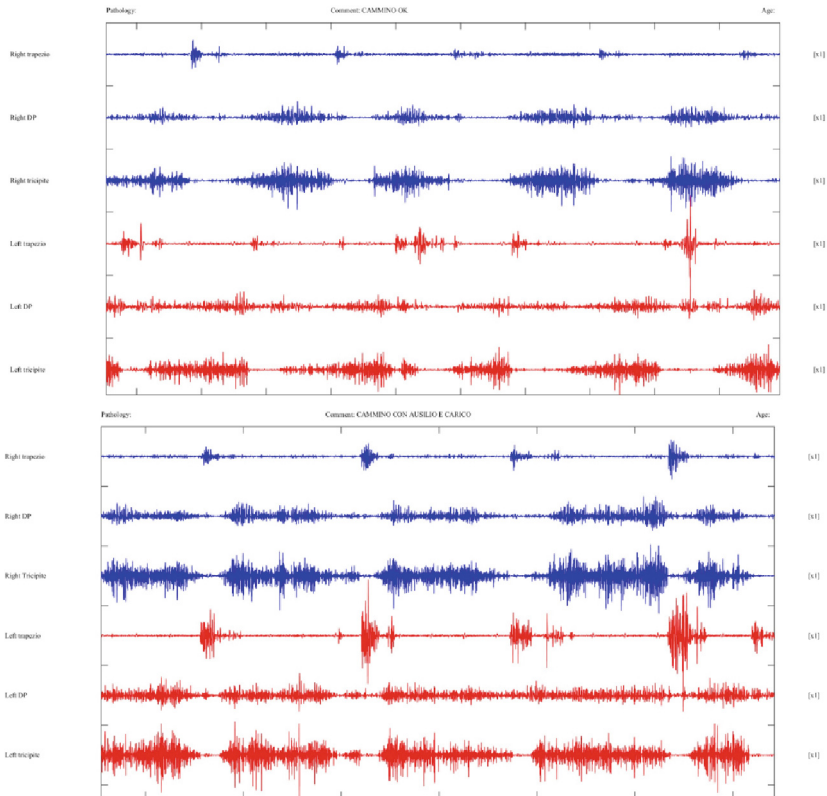 Pathology: Comment: CAMMINO OK Age:
Right trapezio [x1]
Right DP [x1]
Right tricipite [x1]
Left trapezio [x1]
Left DP [x1]
Left tricipite [x1]
Pathology: Comment: CAMMINO CON AUSILIO E CARICO Age:
Right trapezio [x1]
Right DP [x1]
Right Tricipite [x1]
Left trapezio [x1]
Left DP [x1]
Left tricipite [x1]